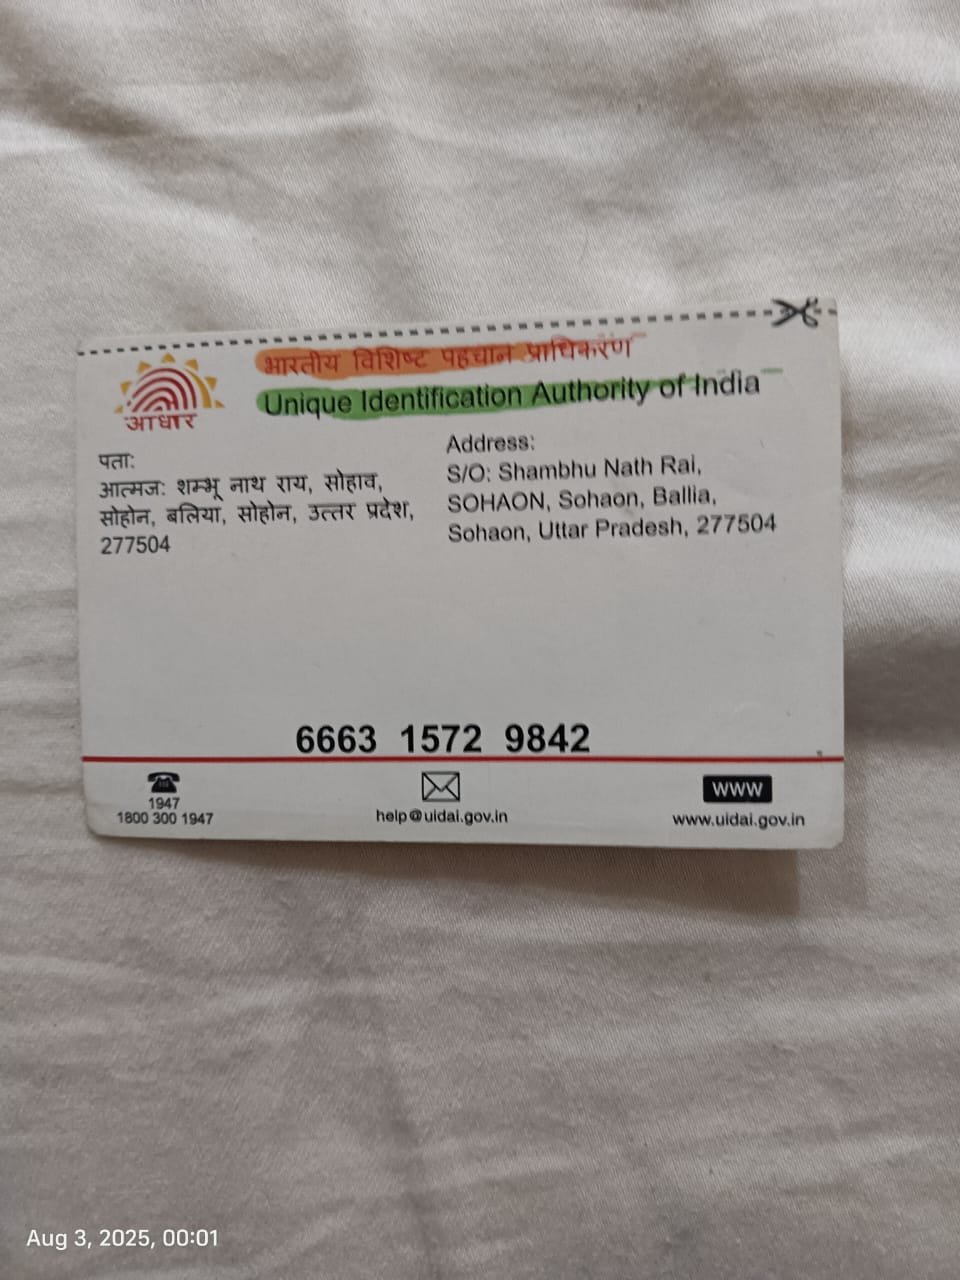 भारतीय विशिष्ट पहचान प्राधिकरण
Unique Identification Authority of India
आधार
पता:
आत्मज: शम्भू नाथ राय, सोहाव,
सोहोन, बलिया, सोहोन, उत्तर प्रदेश,
277504
Address:
S/O: Shambhu Nath Rai,
SOHAON, Sohaon, Ballia,
Sohaon, Uttar Pradesh, 277504
6663 1572 9842
1947
1800 300 1947
help@uidai.gov.in
WWW
www.uidai.gov.in
Aug 3, 2025, 00:01